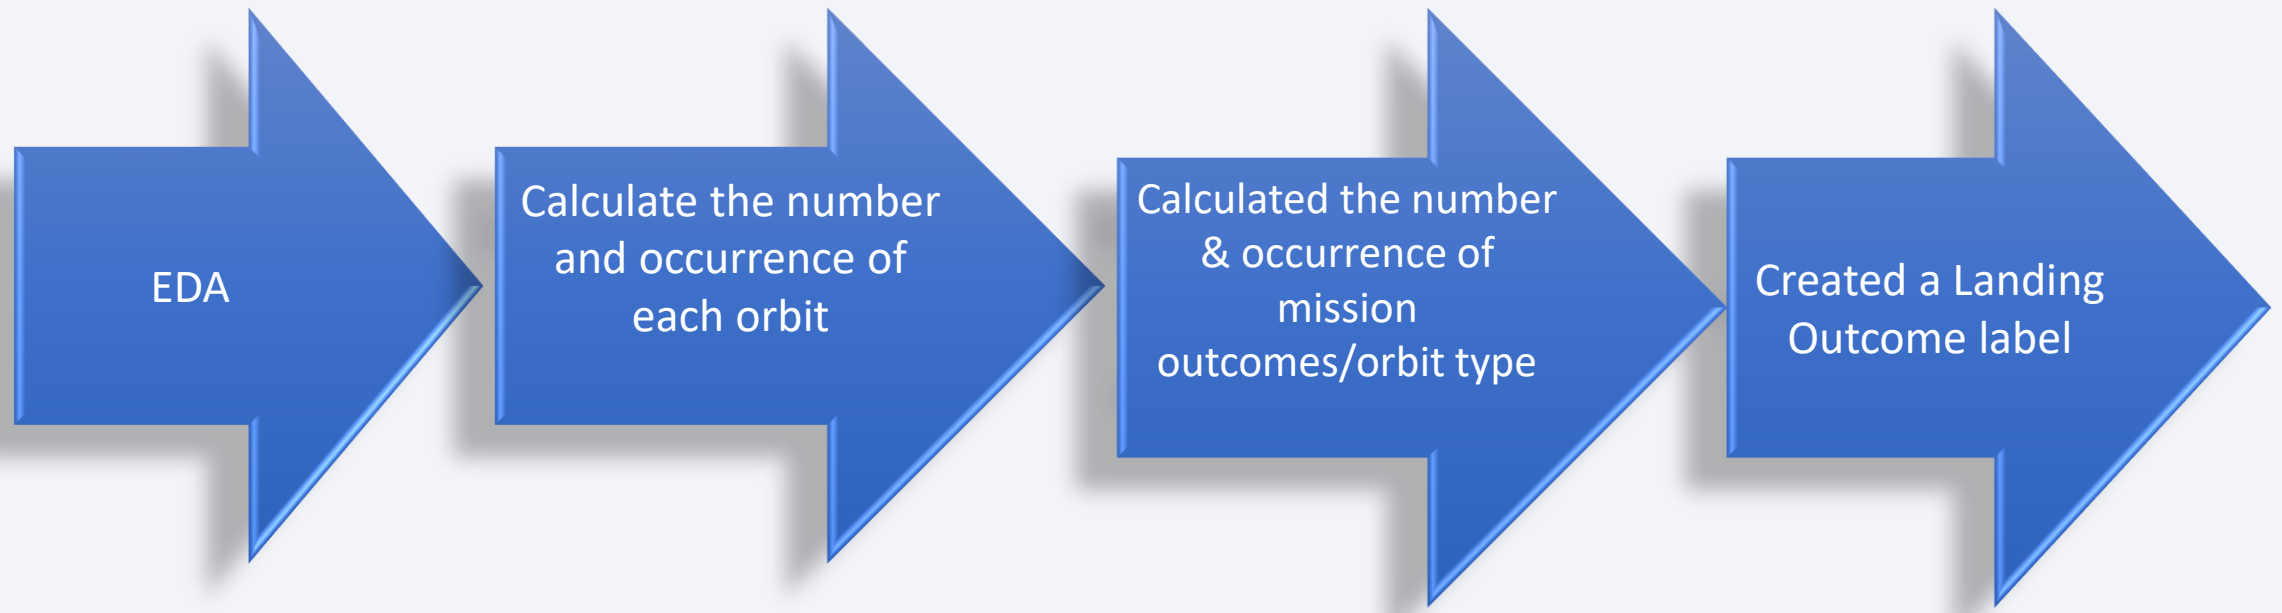 EDA
Calculate the number
and occurrence of
each orbit
Calculated the number
& occurrence of
mission
outcomes/orbit type
Created a Landing
Outcome label